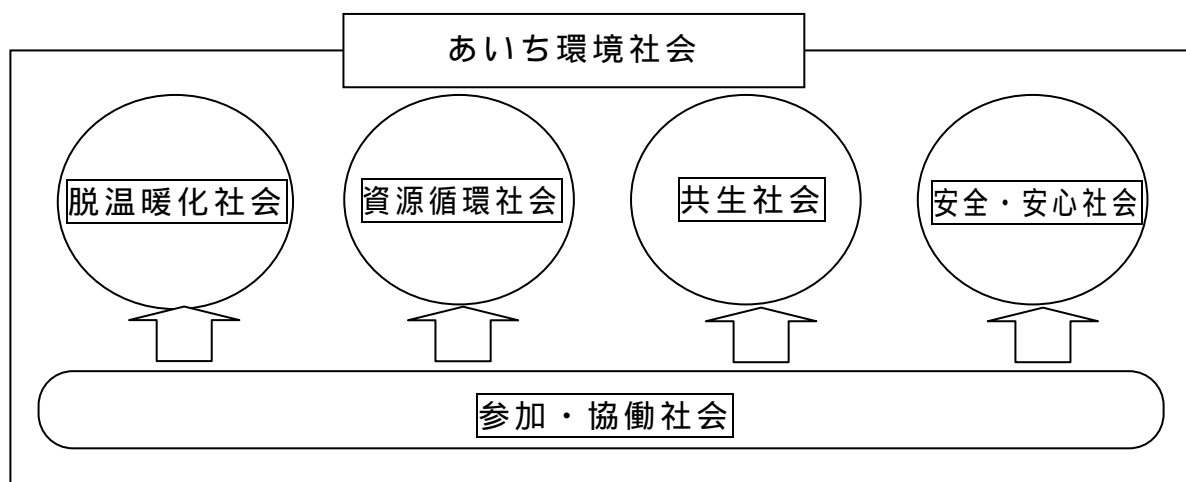 あいち環境社会
脱温暖化社会
資源循環社会
共生社会
安全・安心社会
参加・協働社会